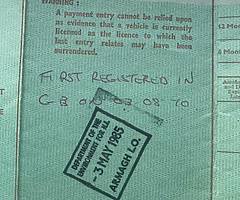 WARNING :
A payment entry cannot be relied upon
as evidence that a vehicle is currently
licensed as the licence to which the
last entry relates may have been
surrendered.
FIRST REGISTERED IN
GB ON 03 08 70
DEPARTMENT OF THE
ENVIRONMENT FOR N.I.
- 3 MAY 1985
ARMAGH L.O.
12 Mon